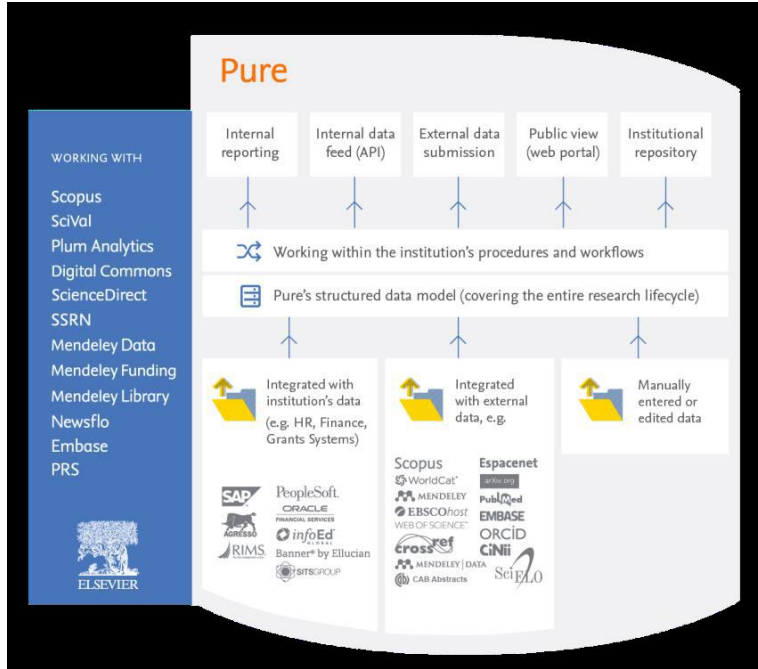 Pure
WORKING WITH
Scopus
SciVal
Plum Analytics
Digital Commons
ScienceDirect
SSRN
Mendeley Data
Mendeley Funding
Mendeley Library
Newsflo
Embase
PRS
ELSEVIER
Internal
reporting
Internal data
feed (API)
External data
submission
Public view
(web portal)
Institutional
repository
Working within the institution's procedures and workflows
Pure's structured data model (covering the entire research lifecycle)
Integrated with
institution's data
(e.g. HR, Finance,
Grants Systems)
SAP
PeopleSoft.
ORACLE
FINANCIAL SERVICES
AGRESSO
infoEd
GLOBAL
RIMS
Banner® by Ellucian
SITSGROUP
Integrated
with external
data, e.g.
Scopus
WorldCat®
MENDELEY
EBSCOhost
WEB OF SCIENCE™
crossref
MENDELEY | DATA
CAB Abstracts
Espacenet
arXiv.org
PubMed
EMBASE
ORCID
CiNii
SciELO
Manually
entered or
edited data